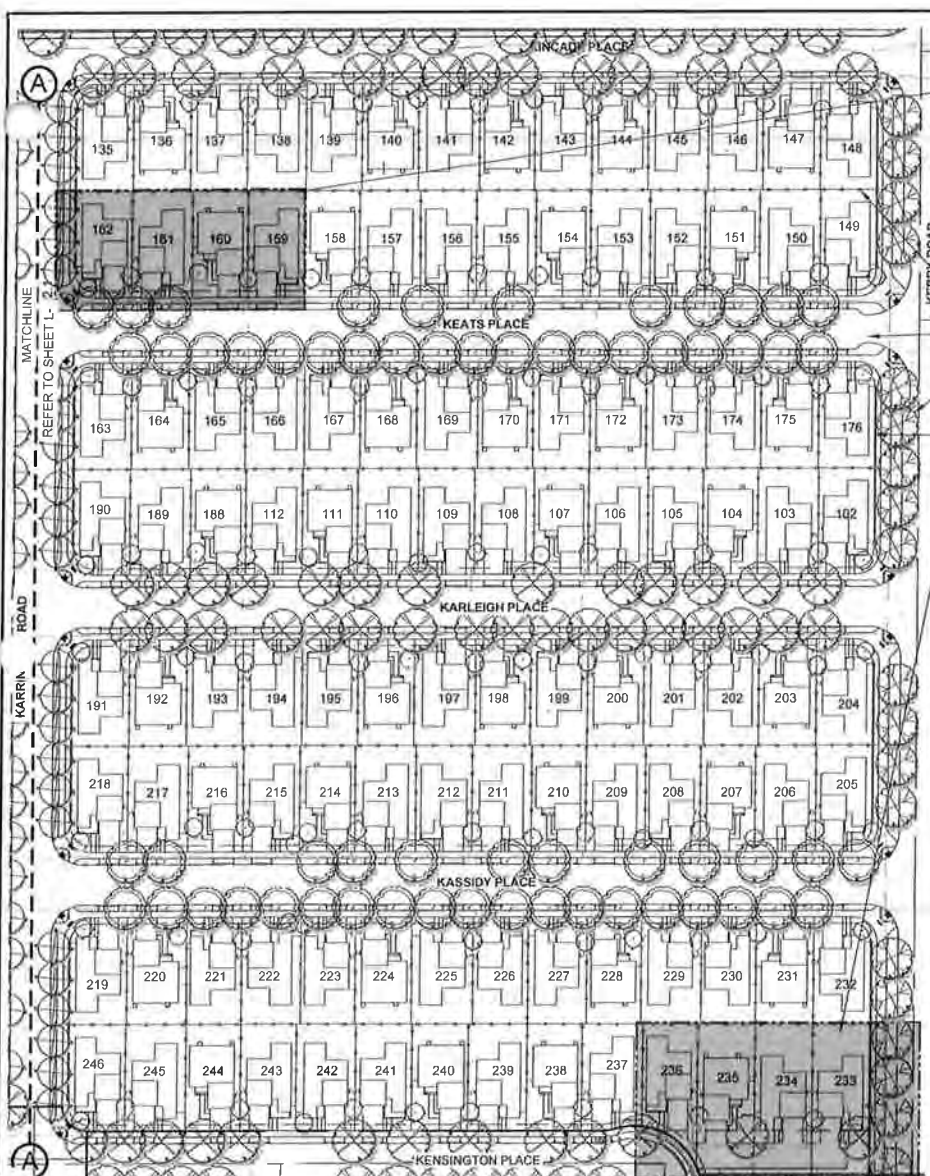 JINCADE PLACE
A
135 136 137 138 139 140 141 142 143 144 145 146 147 148
162 161 160 159 158 157 156 155 154 153 152 151 150 149
KEATS PLACE
MATCHLINE
REFER TO SHEET L-
163 164 165 166 167 168 169 170 171 172 173 174 175 176
190 189 188 112 111 110 109 108 107 106 105 104 103 102
KARLEIGH PLACE
KARRIN ROAD
191 192 193 194 195 196 197 198 199 200 201 202 203 204
218 217 216 215 214 213 212 211 210 209 208 207 206 205
KASSIDY PLACE
219 220 221 222 223 224 225 226 227 228 229 230 231 232
246 245 244 243 242 241 240 239 238 237 236 235 234 233
A
KENSINGTON PLACE